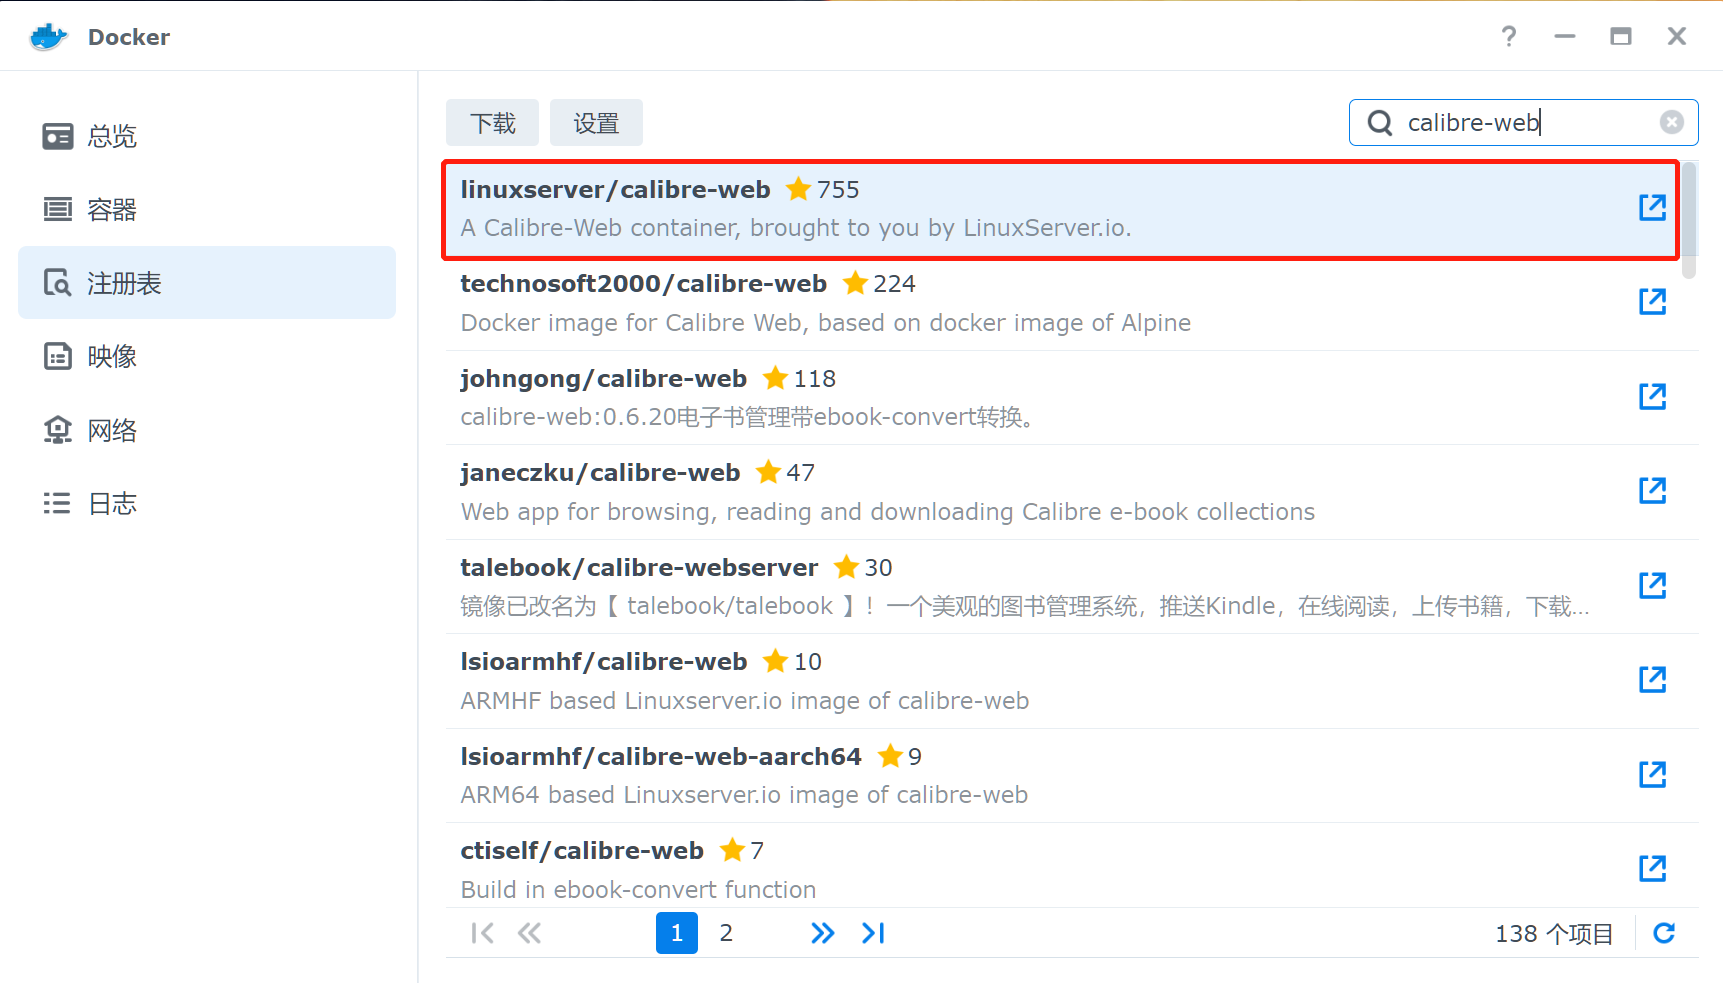 Docker
总览
容器
注册表
映像
网络
日志
下载 设置 calibre-web
linuxserver/calibre-web 755
A Calibre-Web container, brought to you by LinuxServer.io.
technosoft2000/calibre-web 224
Docker image for Calibre Web, based on docker image of Alpine
johngong/calibre-web 118
calibre-web:0.6.20电子书管理带ebook-convert转换。
janeczku/calibre-web 47
Web app for browsing, reading and downloading Calibre e-book collections
talebook/calibre-webserver 30
镜像已改名为【 talebook/talebook 】！一个美观的图书管理系统，推送Kindle，在线阅读，上传书籍，下载...
lsioarmhf/calibre-web 10
ARMHF based Linuxserver.io image of calibre-web
lsioarmhf/calibre-web-aarch64 9
ARM64 based Linuxserver.io image of calibre-web
ctiself/calibre-web 7
Build in ebook-convert function
1 2 138 个项目